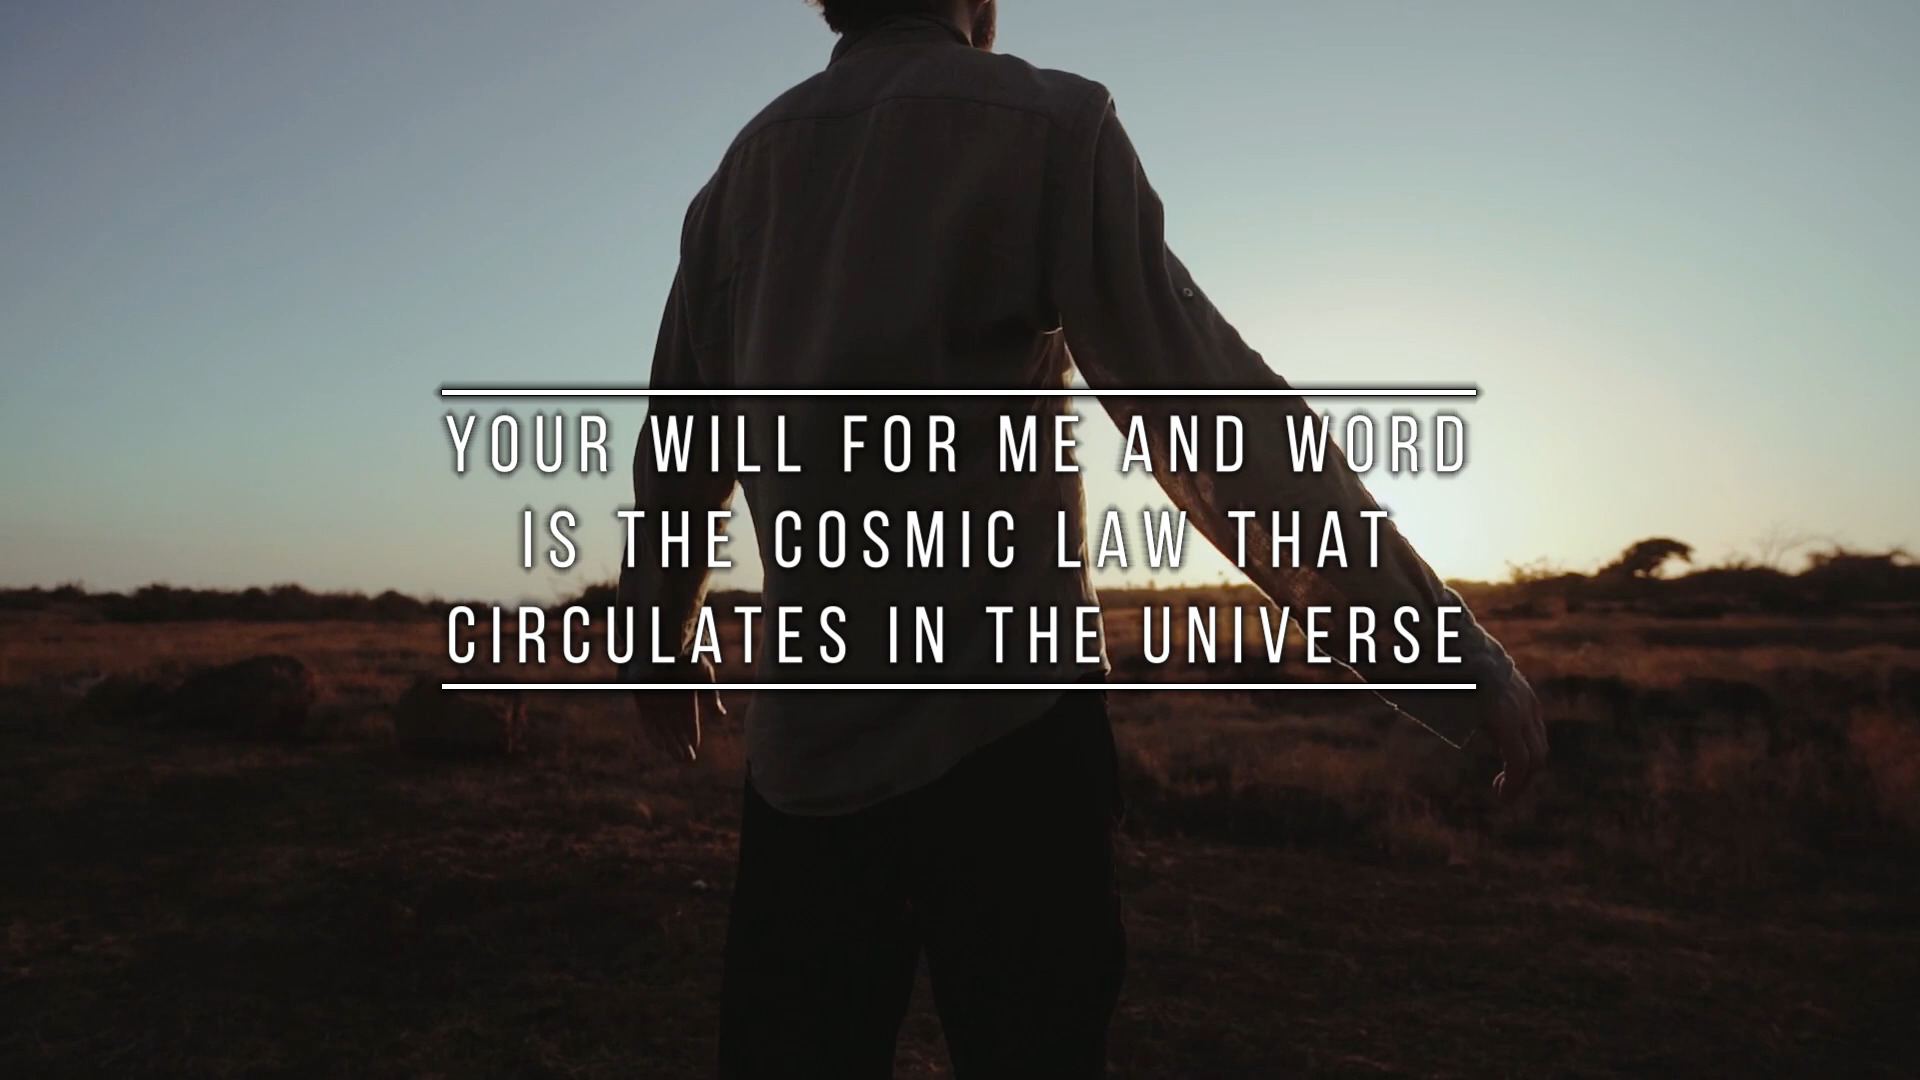 YOUR WILL FOR ME AND WORD
IS THE COSMIC LAW THAT
CIRCULATES IN THE UNIVERSE